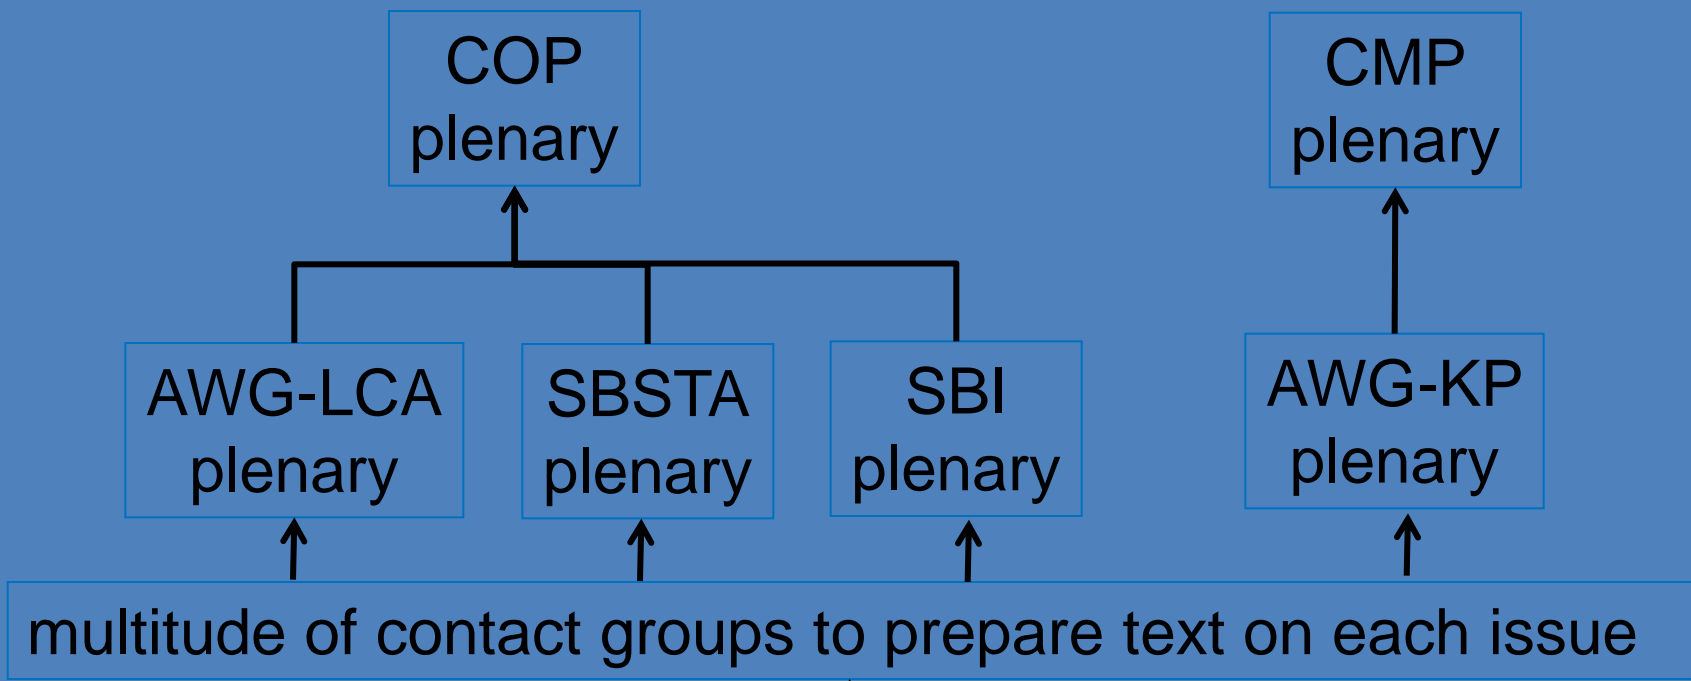 COP
plenary
CMP
plenary
AWG-LCA
plenary
SBSTA
plenary
SBI
plenary
AWG-KP
plenary
multitude of contact groups to prepare text on each issue